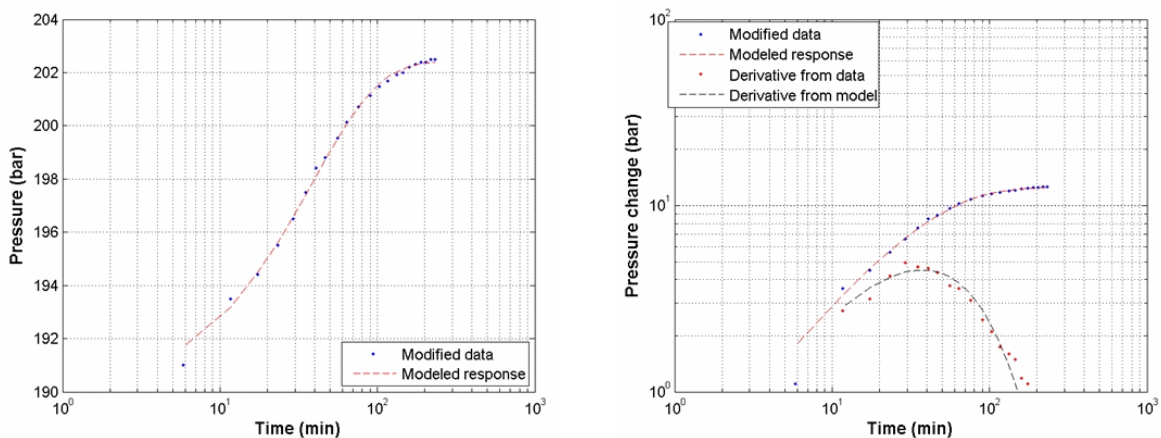 204
202
200
198
196
194
192
190
Pressure (bar)
10^0
10^1
10^2
10^3
Time (min)
Modified data
Modeled response
10^2
10^1
10^0
Pressure change (bar)
10^0
10^1
10^2
10^3
Time (min)
Modified data
Modeled response
Derivative from data
Derivative from model